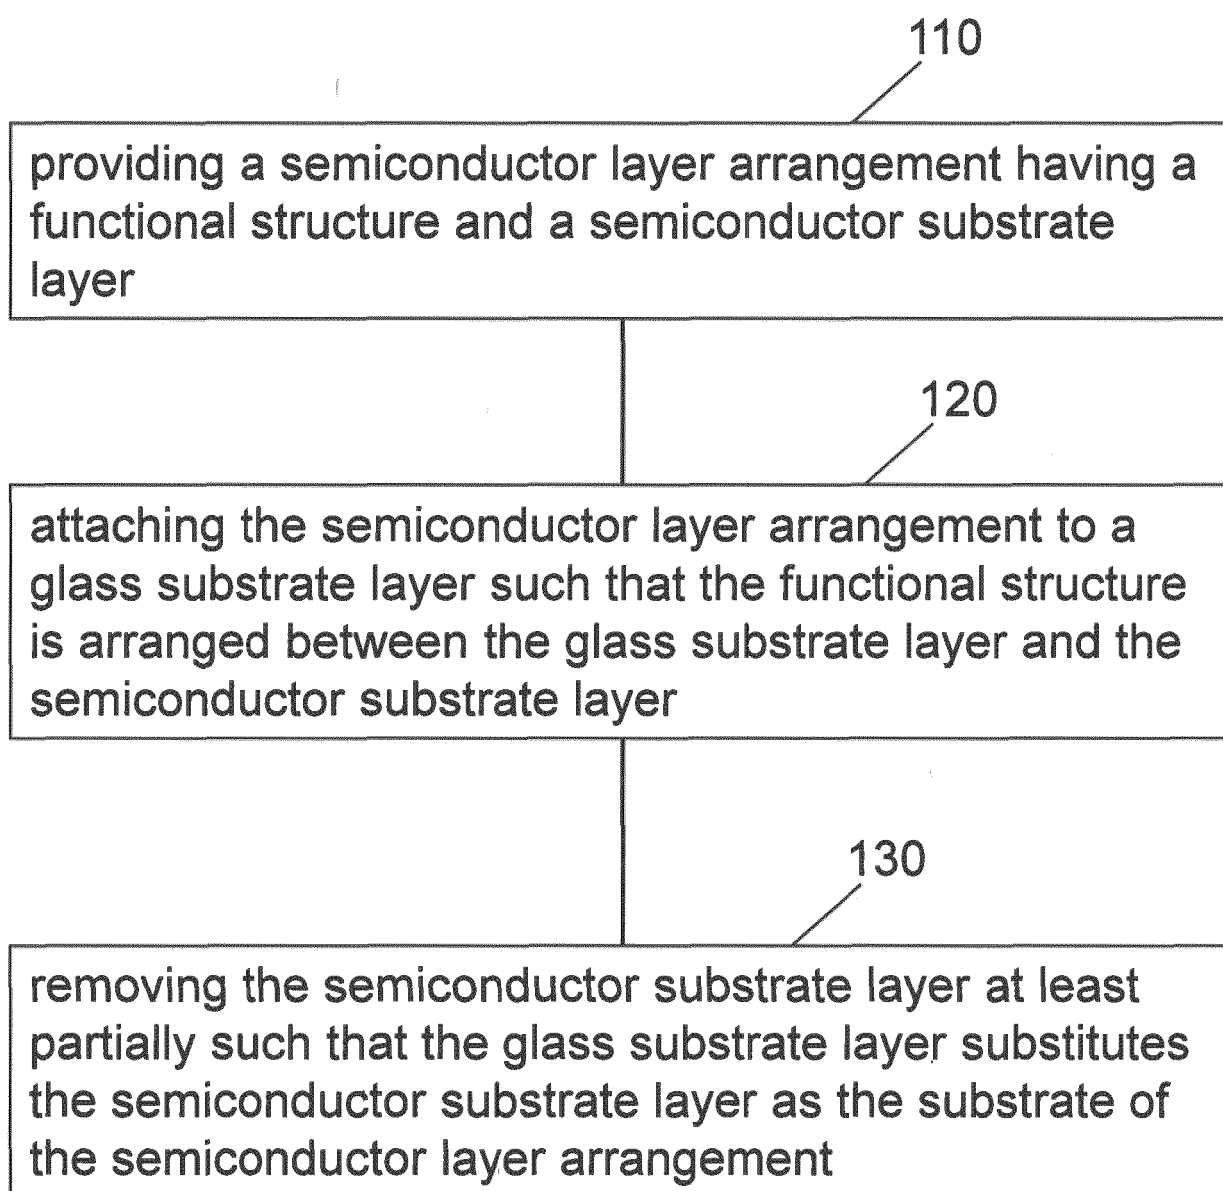 110
providing a semiconductor layer arrangement having a
functional structure and a semiconductor substrate
layer
120
attaching the semiconductor layer arrangement to a
glass substrate layer such that the functional structure
is arranged between the glass substrate layer and the
semiconductor substrate layer
130
removing the semiconductor substrate layer at least
partially such that the glass substrate layer substitutes
the semiconductor substrate layer as the substrate of
the semiconductor layer arrangement